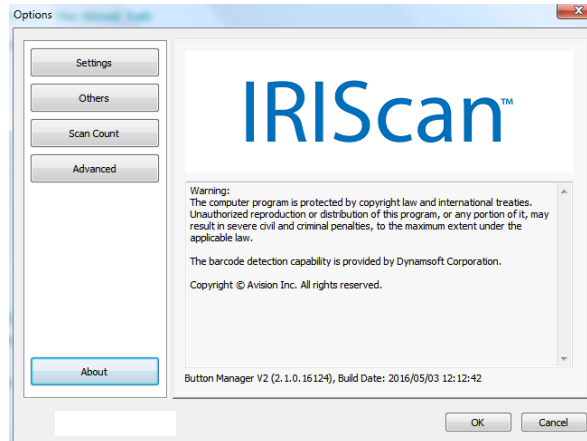 Options
Settings
Others
Scan Count
Advanced
About
IRIScan™
Warning:
The computer program is protected by copyright law and international treaties.
Unauthorized reproduction or distribution of this program, or any portion of it, may
result in severe civil and criminal penalties, to the maximum extent under the
applicable law.
The barcode detection capability is provided by Dynamsoft Corporation.
Copyright © Avision Inc. All rights reserved.
Button Manager V2 (2.1.0.16124), Build Date: 2016/05/03 12:12:42
OK
Cancel